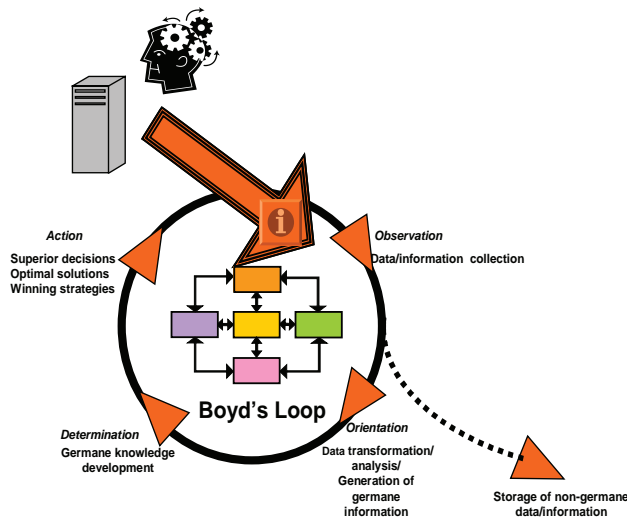 i
Observation
Data/information collection
Action
Superior decisions
Optimal solutions
Winning strategies
Boyd's Loop
Orientation
Data transformation/
analysis/
Generation of
germane
information
Determination
Germane knowledge
development
Storage of non-germane
data/information